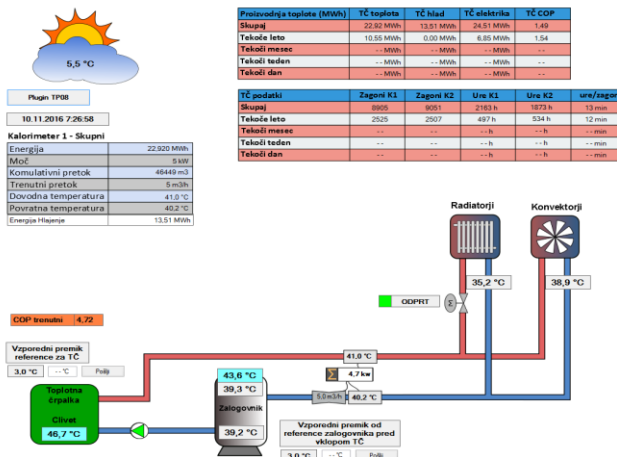 5,5 °C
Plugin TP08
10.11.2016 7:26:58
Kalorimeter 1 - Skupni
Energija 22,920 MWh
Moč 5 kW
Komulativni pretok 46449 m3
Trenutni pretok 5 m3/h
Dovodna temperatura 41,0 °C
Povratna temperatura 40,2 °C
Energija Hlajenje 13,51 MWh
Proizvodnja toplote (MWh) TČ toplota TČ hlad TČ elektrika TČ COP
Skupaj 22,92 MWh 13,51 MWh 24,51 MWh 1,49
Tekoče leto 10,55 MWh 0,00 MWh 6,85 MWh 1,54
Tekoči mesec -- MWh -- MWh -- MWh --
Tekoči teden -- MWh -- MWh -- MWh --
Tekoči dan -- MWh -- MWh -- MWh --
TČ podatki Zagoni K1 Zagoni K2 Ure K1 Ure K2 ure/zagon
Skupaj 8905 9051 2163 h 1873 h 13 min
Tekoče leto 2525 2507 497 h 534 h 12 min
Tekoči mesec -- -- -- h -- h -- min
Tekoči teden -- -- -- h -- h -- min
Tekoči dan -- -- -- h -- h -- min
Radiatorji Konvektorji
35,2 °C 38,9 °C
ODPRT Σ
COP trenutni 4,72
Vzporedni premik
reference za TČ
3,0 °C -- °C Pošlji
41,0 °C
Σ 4,7 kw
5,0 m3/h 40,2 °C
Toplotna
črpalka
Clivet
46,7 °C
43,6 °C
39,3 °C
Zalogovnik
39,2 °C
Vzporedni premik od
reference zalogovnika pred
vklopom TČ
3,0 °C -- °C Pošlji